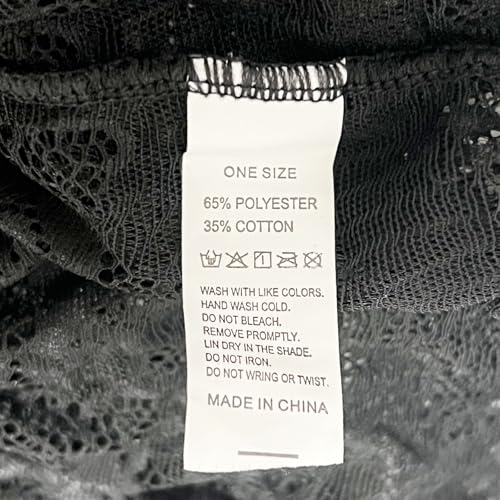 ONE SIZE
65% POLYESTER
35% COTTON
WASH WITH LIKE COLORS.
HAND WASH COLD.
DO NOT BLEACH.
REMOVE PROMPTLY.
LIN DRY IN THE SHADE.
DO NOT IRON.
DO NOT WRING OR TWIST.
MADE IN CHINA